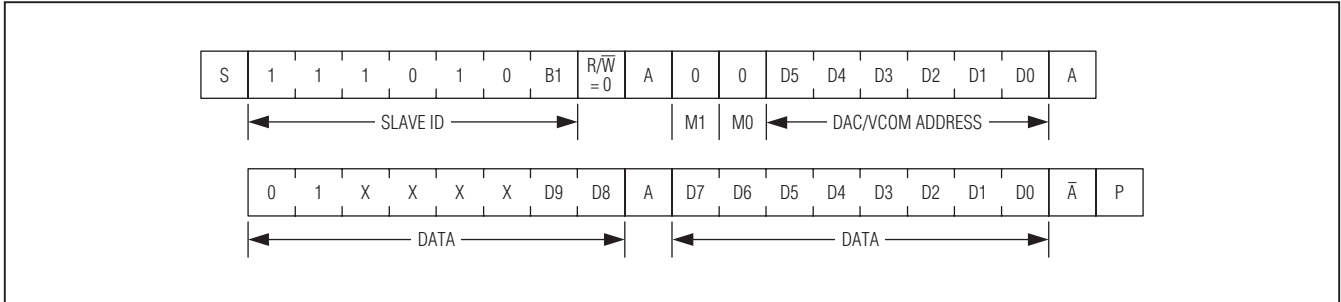 S 1 1 1 0 1 0 B1 R/W̅ = 0 A 0 0 D5 D4 D3 D2 D1 D0 A
SLAVE ID M1 M0 DAC/VCOM ADDRESS
0 1 X X X X D9 D8 A D7 D6 D5 D4 D3 D2 D1 D0 A̅ P
DATA DATA